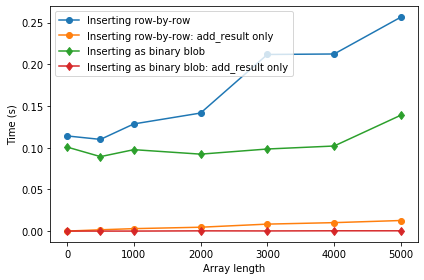 Inserting row-by-row
Inserting row-by-row: add_result only
Inserting as binary blob
Inserting as binary blob: add_result only
0.25
0.20
0.15
0.10
0.05
0.00
Time (s)
0 1000 2000 3000 4000 5000
Array length